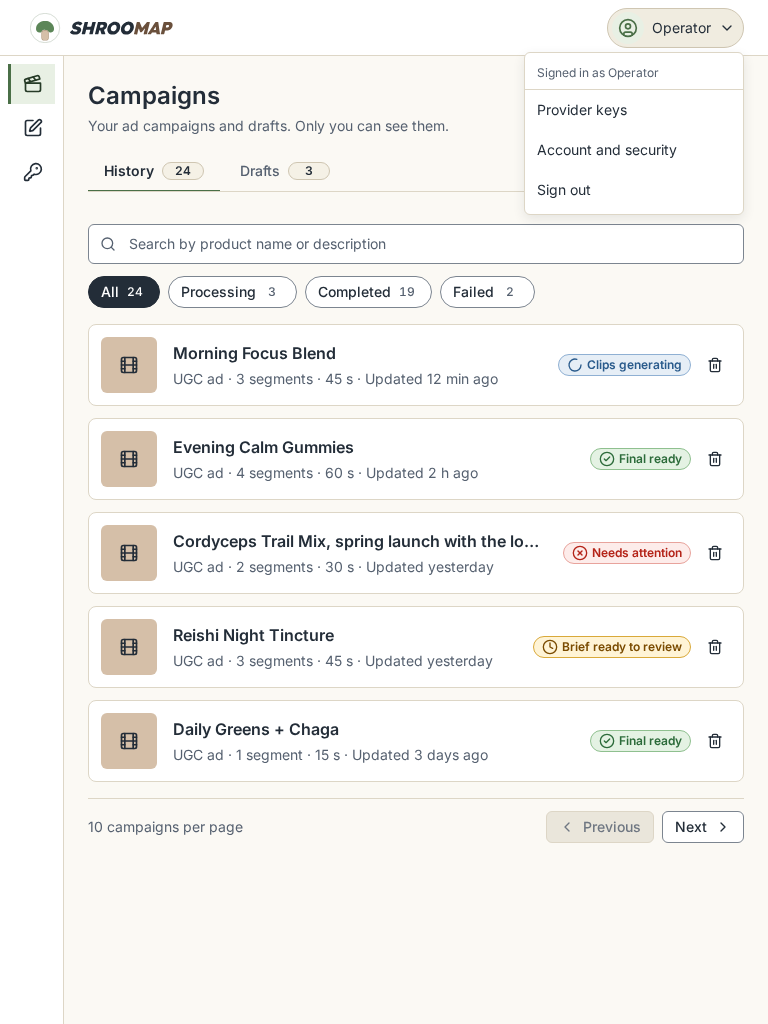 SHROOMAP
Operator
Signed in as Operator
Provider keys
Account and security
Sign out
Campaigns
Your ad campaigns and drafts. Only you can see them.
History 24 Drafts 3
Search by product name or description
All 24 Processing 3 Completed 19 Failed 2
Morning Focus Blend
UGC ad · 3 segments · 45 s · Updated 12 min ago
Clips generating
Evening Calm Gummies
UGC ad · 4 segments · 60 s · Updated 2 h ago
Final ready
Cordyceps Trail Mix, spring launch with the lo…
UGC ad · 2 segments · 30 s · Updated yesterday
Needs attention
Reishi Night Tincture
UGC ad · 3 segments · 45 s · Updated yesterday
Brief ready to review
Daily Greens + Chaga
UGC ad · 1 segment · 15 s · Updated 3 days ago
Final ready
10 campaigns per page
Previous
Next